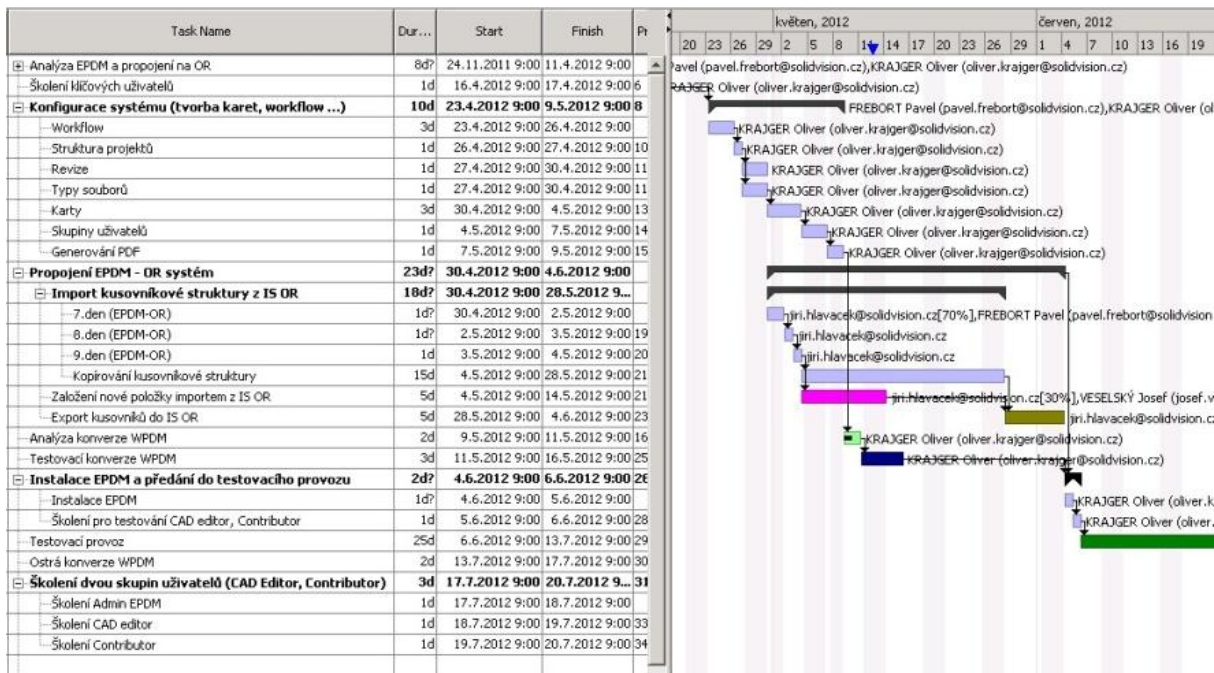 Task Name Dur... Start Finish Pr
květen, 2012 červen, 2012
20 23 26 29 2 5 8 11 14 17 20 23 26 29 1 4 7 10 13 16 19
Analýza EPDM a propojení na OR 8d? 24.11.2011 9:00 11.4.2012 9:00 Pavel (pavel.frebort@solidvision.cz),KRAJGER Oliver (oliver.krajger@solidvision.cz)
Školení klíčových uživatelů 1d 16.4.2012 9:00 17.4.2012 9:00 6 KRAJGER Oliver (oliver.krajger@solidvision.cz)
Konfigurace systému (tvorba karet, workflow ...) 10d 23.4.2012 9:00 9.5.2012 9:00 8 FREBORT Pavel (pavel.frebort@solidvision.cz),KRAJGER Oliver (ol
Workflow 3d 23.4.2012 9:00 26.4.2012 9:00 KRAJGER Oliver (oliver.krajger@solidvision.cz)
Struktura projektů 1d 26.4.2012 9:00 27.4.2012 9:00 10 KRAJGER Oliver (oliver.krajger@solidvision.cz)
Revize 1d 27.4.2012 9:00 30.4.2012 9:00 11 KRAJGER Oliver (oliver.krajger@solidvision.cz)
Typy souborů 1d 27.4.2012 9:00 30.4.2012 9:00 11 KRAJGER Oliver (oliver.krajger@solidvision.cz)
Karty 3d 30.4.2012 9:00 4.5.2012 9:00 13 KRAJGER Oliver (oliver.krajger@solidvision.cz)
Skupiny uživatelů 1d 4.5.2012 9:00 7.5.2012 9:00 14 KRAJGER Oliver (oliver.krajger@solidvision.cz)
Generování PDF 1d 7.5.2012 9:00 9.5.2012 9:00 15 KRAJGER Oliver (oliver.krajger@solidvision.cz)
Propojení EPDM - OR systém 23d? 30.4.2012 9:00 4.6.2012 9:00
Import kusovníkové struktury z IS OR 18d? 30.4.2012 9:00 28.5.2012 9...
7.den (EPDM-OR) 1d? 30.4.2012 9:00 2.5.2012 9:00 jiri.hlavacek@solidvision.cz[70%],FREBORT Pavel (pavel.frebort@solidvision
8.den (EPDM-OR) 1d? 2.5.2012 9:00 3.5.2012 9:00 19 jiri.hlavacek@solidvision.cz
9.den (EPDM-OR) 1d 3.5.2012 9:00 4.5.2012 9:00 20 jiri.hlavacek@solidvision.cz
Kopírování kusovníkové struktury 15d 4.5.2012 9:00 28.5.2012 9:00 21
Založení nové položky importem z IS OR 5d 4.5.2012 9:00 14.5.2012 9:00 21 jiri.hlavacek@solidvision.cz[30%],VESELSKÝ Josef (josef.v
Export kusovníků do IS OR 5d 28.5.2012 9:00 4.6.2012 9:00 23 jiri.hlavacek@solidvision.cz
Analýza konverze WPDM 2d 9.5.2012 9:00 11.5.2012 9:00 16 KRAJGER Oliver (oliver.krajger@solidvision.cz)
Testovací konverze WPDM 3d 11.5.2012 9:00 16.5.2012 9:00 25 KRAJGER Oliver (oliver.krajger@solidvision.cz)
Instalace EPDM a předání do testovacího provozu 2d? 4.6.2012 9:00 6.6.2012 9:00 26
Instalace EPDM 1d? 4.6.2012 9:00 5.6.2012 9:00 KRAJGER Oliver (oliver.k
Školení pro testování CAD editor, Contributor 1d 5.6.2012 9:00 6.6.2012 9:00 28 KRAJGER Oliver (oliver.
Testovací provoz 25d 6.6.2012 9:00 13.7.2012 9:00 29
Ostrá konverze WPDM 2d 13.7.2012 9:00 17.7.2012 9:00 30
Školení dvou skupin uživatelů (CAD Editor, Contributor) 3d 17.7.2012 9:00 20.7.2012 9... 31
Školení Admin EPDM 1d 17.7.2012 9:00 18.7.2012 9:00
Školení CAD editor 1d 18.7.2012 9:00 19.7.2012 9:00 33
Školení Contributor 1d 19.7.2012 9:00 20.7.2012 9:00 34